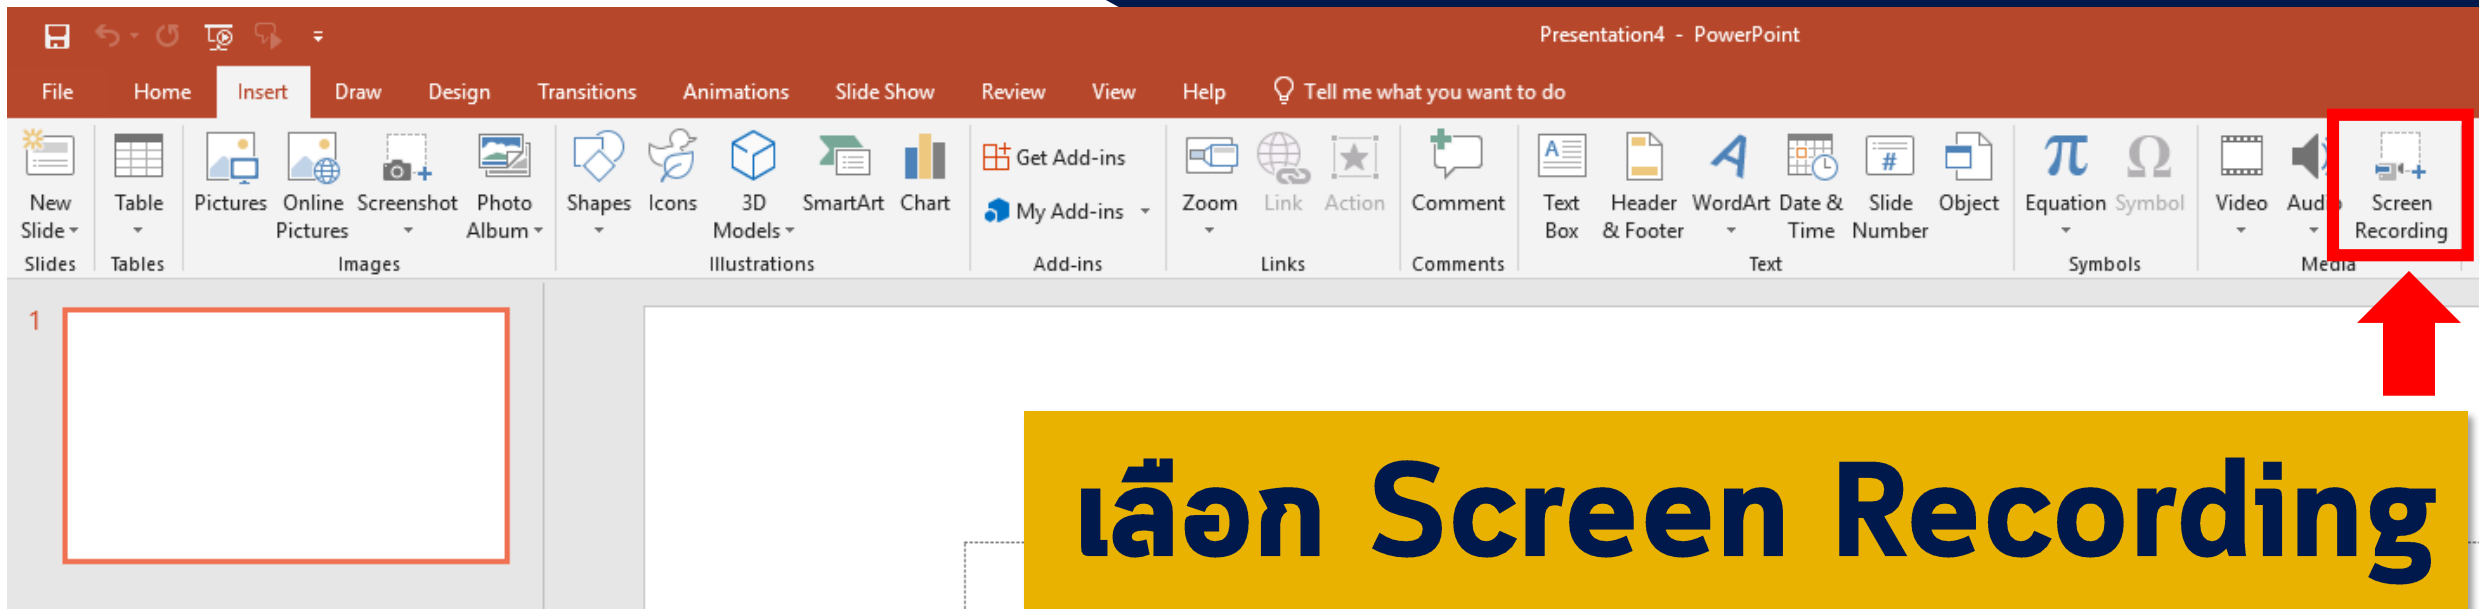 Presentation4 - PowerPoint
File Home Insert Draw Design Transitions Animations Slide Show Review View Help Tell me what you want to do
New Slide
Table
Pictures
Online Pictures
Screenshot
Photo Album
Shapes
Icons
3D Models
SmartArt
Chart
Get Add-ins
My Add-ins
Zoom
Link
Action
Comment
Text Box
Header & Footer
WordArt
Date & Time
Slide Number
Object
Equation
Symbol
Video
Audio
Screen Recording
Slides Tables Images Illustrations Add-ins Links Comments Text Symbols Media
1
เลือก Screen Recording